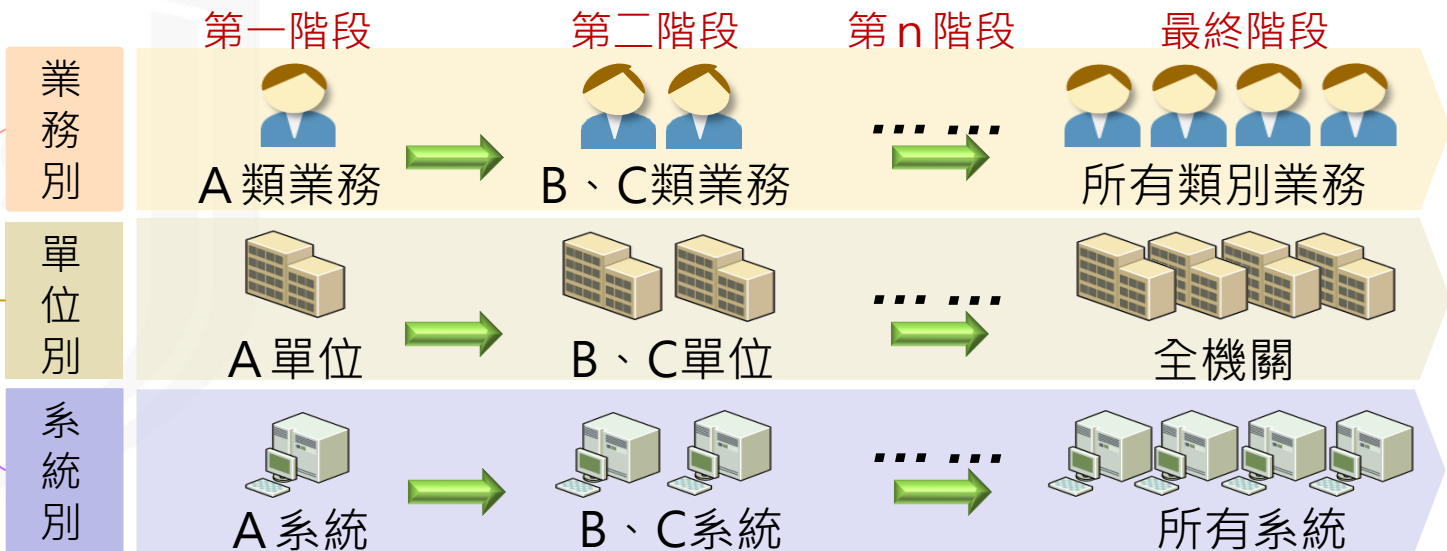 第一階段 第二階段 第 n 階段 最終階段
業務別
... ...
A 類業務 B、C類業務 所有類別業務
單位別
... ...
A 單位 B、C單位 全機關
系統別
... ...
A 系統 B、C系統 所有系統